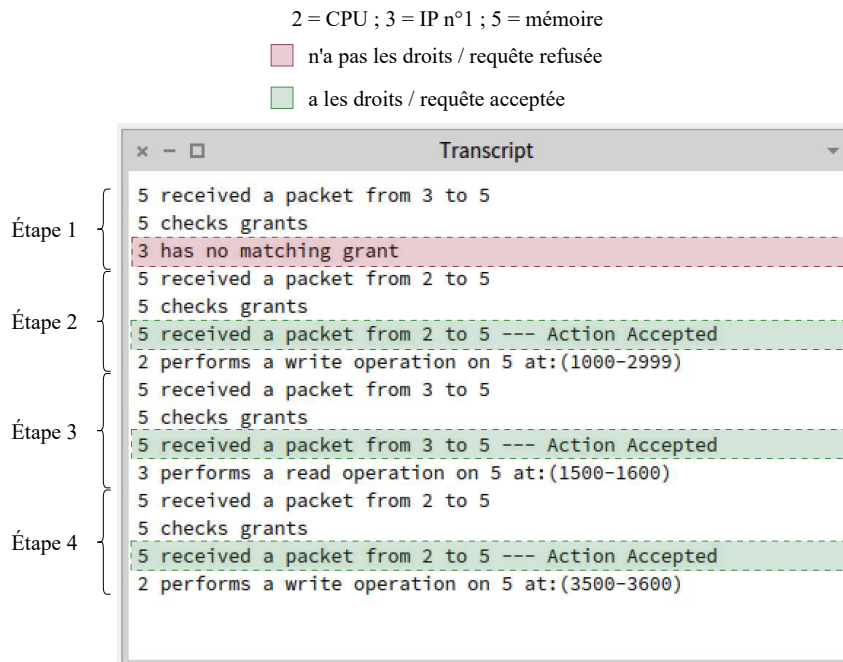 2 = CPU ; 3 = IP n°1 ; 5 = mémoire
n'a pas les droits / requête refusée
a les droits / requête acceptée
Transcript
Étape 1
5 received a packet from 3 to 5
5 checks grants
3 has no matching grant
Étape 2
5 received a packet from 2 to 5
5 checks grants
5 received a packet from 2 to 5 --- Action Accepted
2 performs a write operation on 5 at:(1000-2999)
Étape 3
5 received a packet from 3 to 5
5 checks grants
5 received a packet from 3 to 5 --- Action Accepted
3 performs a read operation on 5 at:(1500-1600)
Étape 4
5 received a packet from 2 to 5
5 checks grants
5 received a packet from 2 to 5 --- Action Accepted
2 performs a write operation on 5 at:(3500-3600)